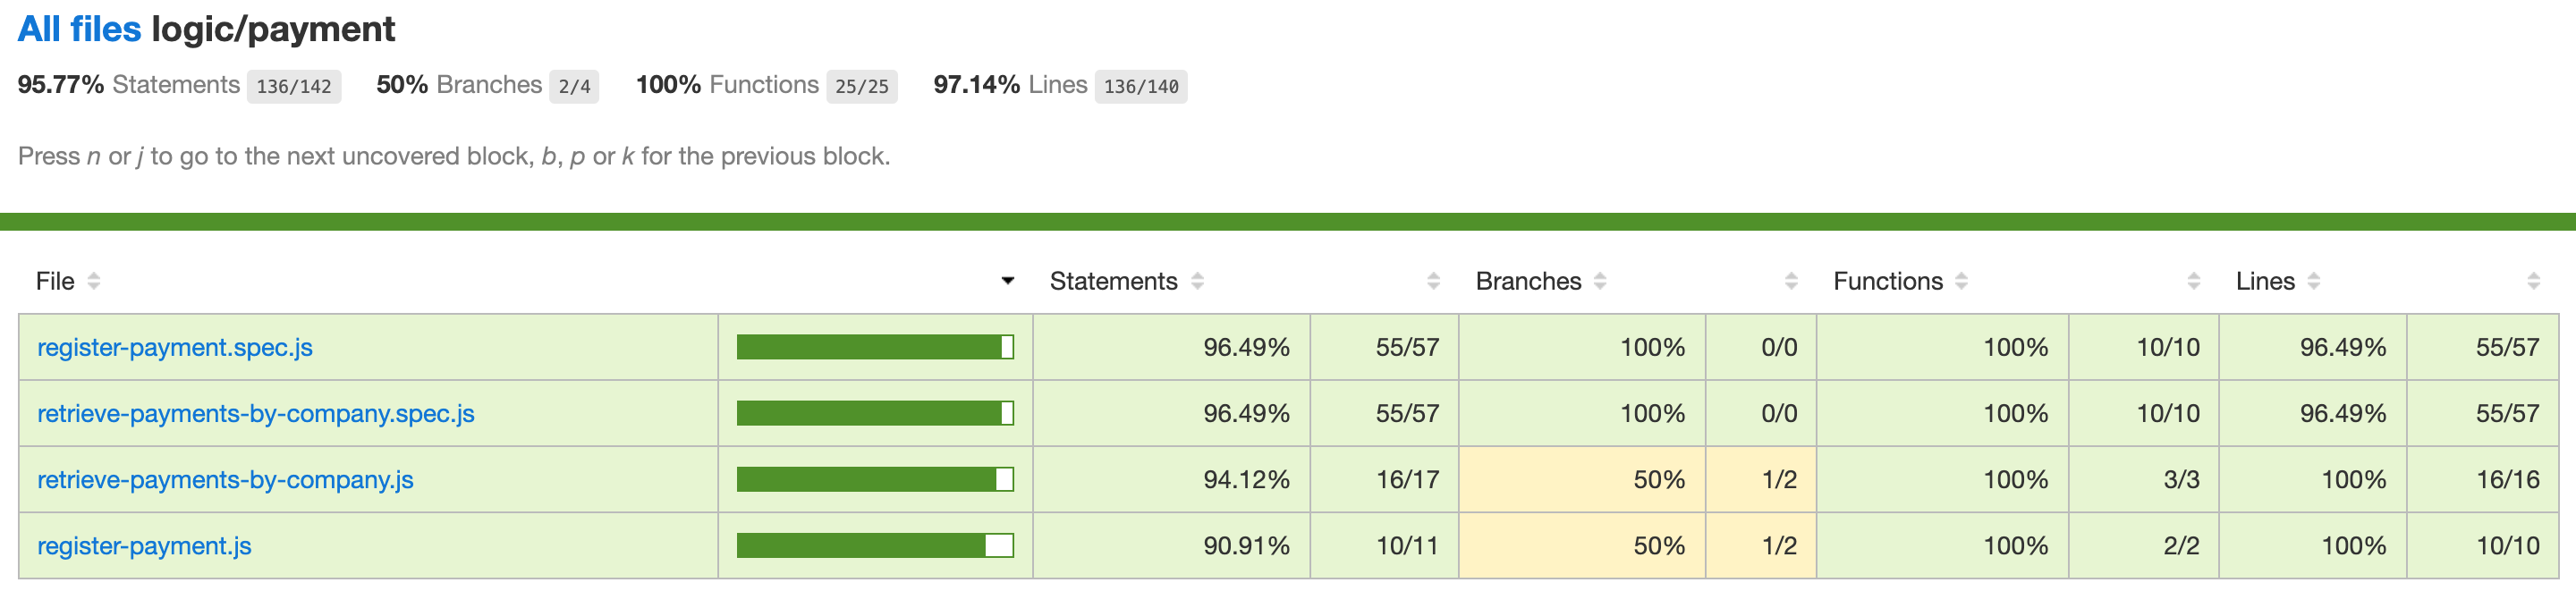 All files logic/payment
95.77% Statements 136/142 50% Branches 2/4 100% Functions 25/25 97.14% Lines 136/140
Press n or j to go to the next uncovered block, b, p or k for the previous block.
File Statements Branches Functions Lines
register-payment.spec.js 96.49% 55/57 100% 0/0 100% 10/10 96.49% 55/57
retrieve-payments-by-company.spec.js 96.49% 55/57 100% 0/0 100% 10/10 96.49% 55/57
retrieve-payments-by-company.js 94.12% 16/17 50% 1/2 100% 3/3 100% 16/16
register-payment.js 90.91% 10/11 50% 1/2 100% 2/2 100% 10/10